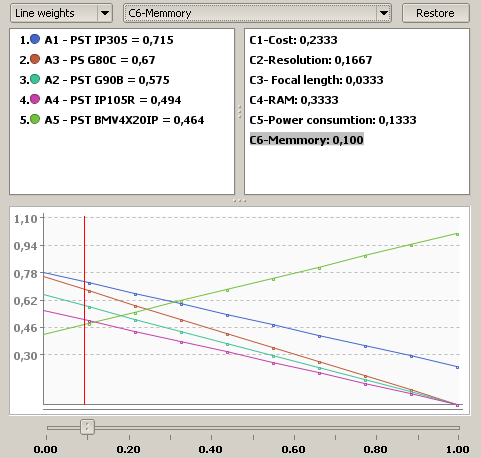 Line weights C6-Memmory Restore
1. A1 - PST IP305 = 0,715
2. A3 - PS G80C = 0,67
3. A2 - PST G90B = 0,575
4. A4 - PST IP105R = 0,494
5. A5 - PST BMV4X20IP = 0,464
C1-Cost: 0,2333
C2-Resolution: 0,1667
C3- Focal length: 0,0333
C4-RAM: 0,3333
C5-Power consumtion: 0,1333
C6-Memmory: 0,100
1,10
0,94
0,78
0,62
0,46
0,30
0.00 0.20 0.40 0.60 0.80 1.00